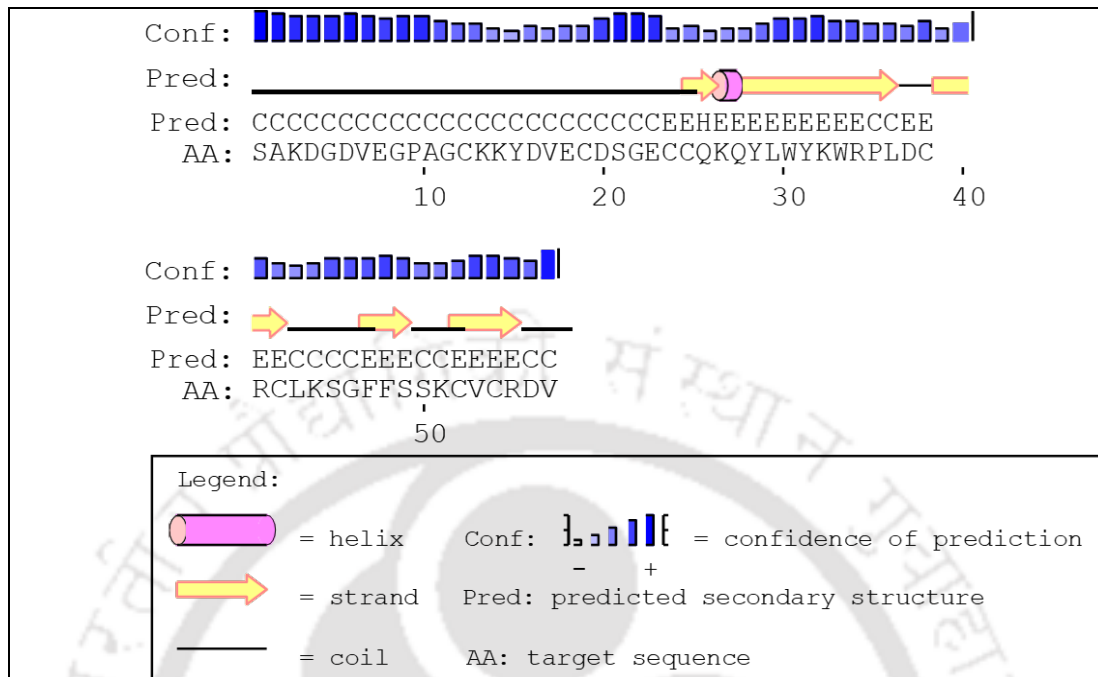 Conf:
Pred:
Pred: CCCCCCCCCCCCCCCCCCCCCCCCEEHEEEEEEEEECCEE
AA: SAKDGDVEGPAGCKKYDVECDSGECCQKQYLWYKWRPLDC
10 20 30 40
Conf:
Pred:
Pred: EECCCCEEECCEEEECC
AA: RCLKSGFFSSKCVCRDV
50
प्रौद्योगिकी संस्थान
Legend:
= helix Conf: = confidence of prediction
- +
= strand Pred: predicted secondary structure
= coil AA: target sequence